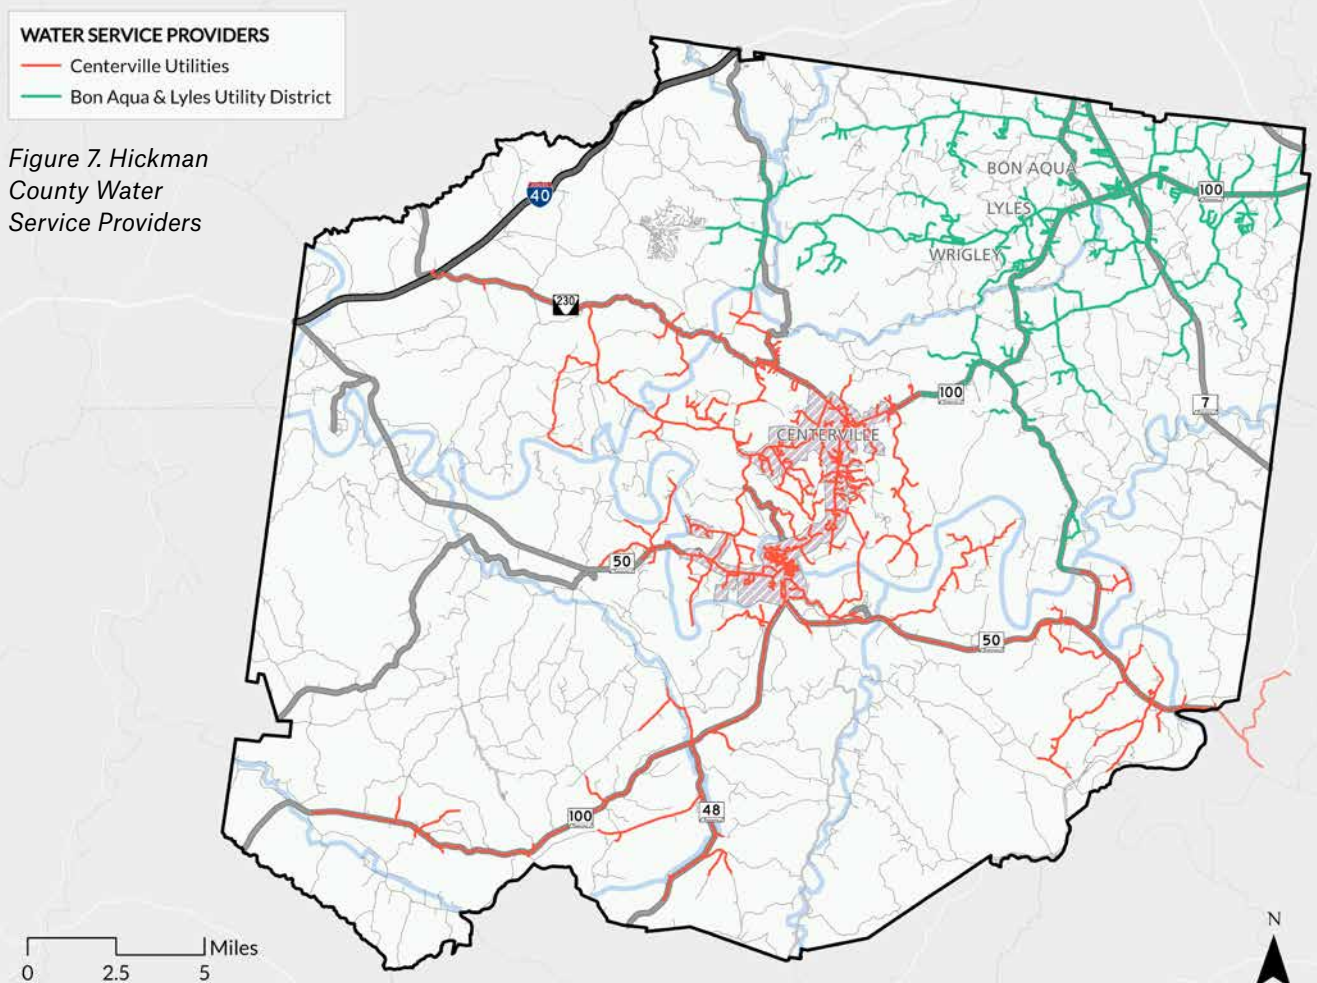 WATER SERVICE PROVIDERS
Centerville Utilities
Bon Aqua & Lyles Utility District
Figure 7. Hickman
County Water
Service Providers
40
BON AQUA
100
LYLES
WRIGLEY
230
100
7
CENTERVILLE
50
50
100
48
N
Miles
0 2.5 5